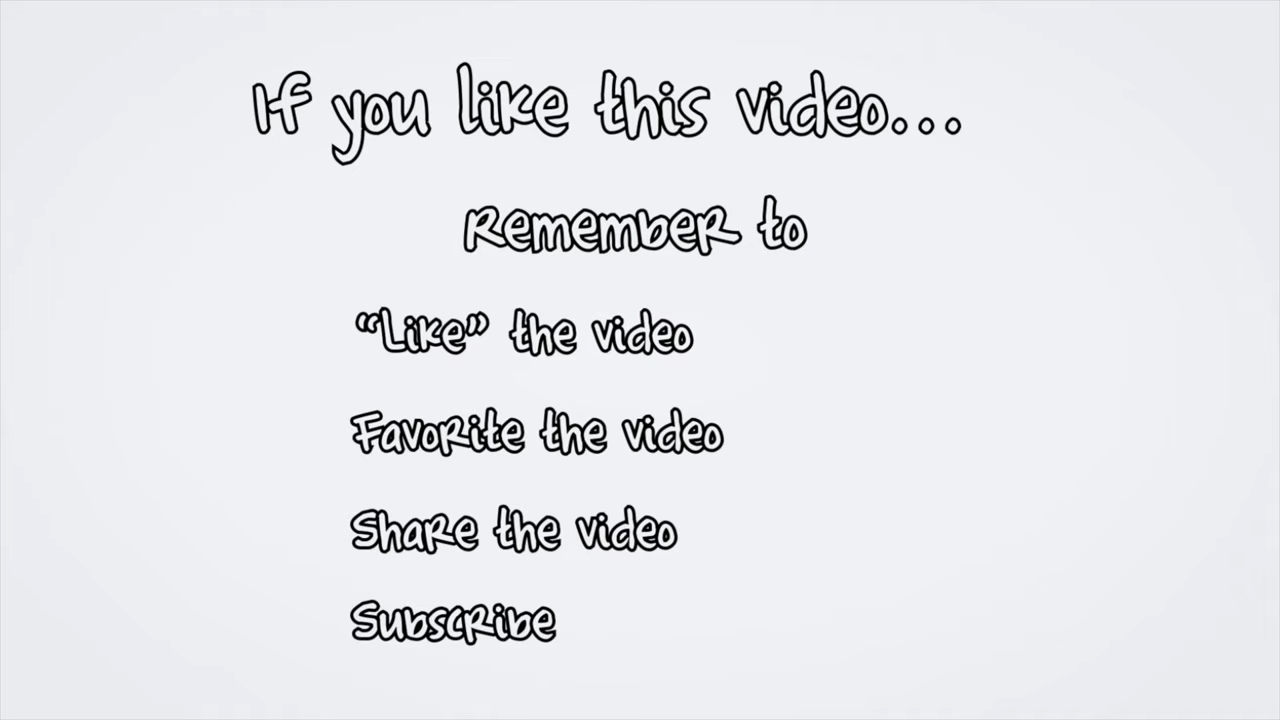 If you like this video...
Remember to
“Like” the video
Favorite the video
Share the video
Subscribe